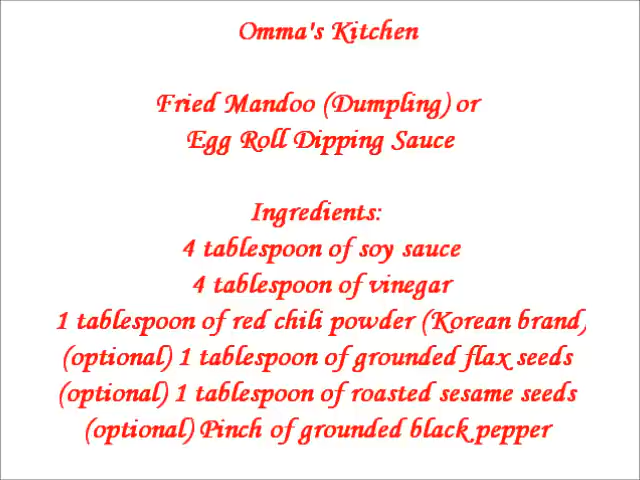 Omma's Kitchen
Fried Mandoo (Dumpling) or
Egg Roll Dipping Sauce
Ingredients:
4 tablespoon of soy sauce
4 tablespoon of vinegar
1 tablespoon of red chili powder (Korean brand)
(optional) 1 tablespoon of grounded flax seeds
(optional) 1 tablespoon of roasted sesame seeds
(optional) Pinch of grounded black pepper